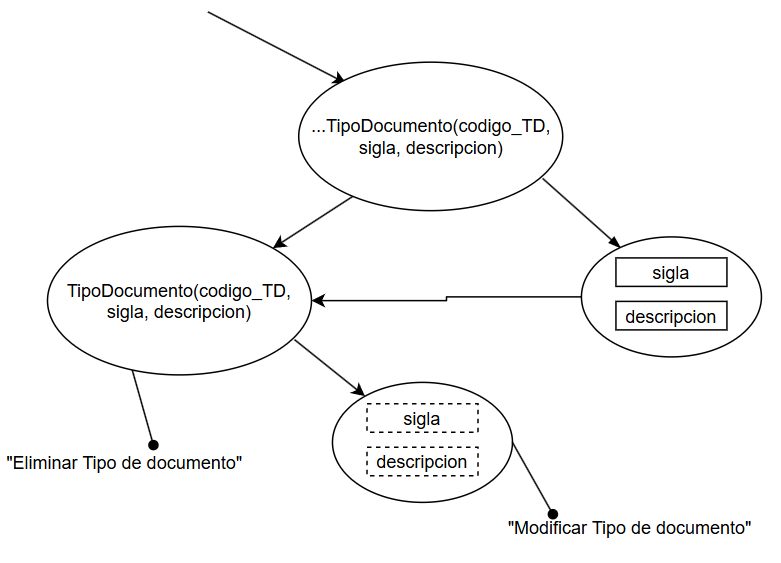 ...TipoDocumento(codigo_TD,
sigla, descripcion)
TipoDocumento(codigo_TD,
sigla, descripcion)
sigla
descripcion
sigla
descripcion
"Eliminar Tipo de documento"
"Modificar Tipo de documento"